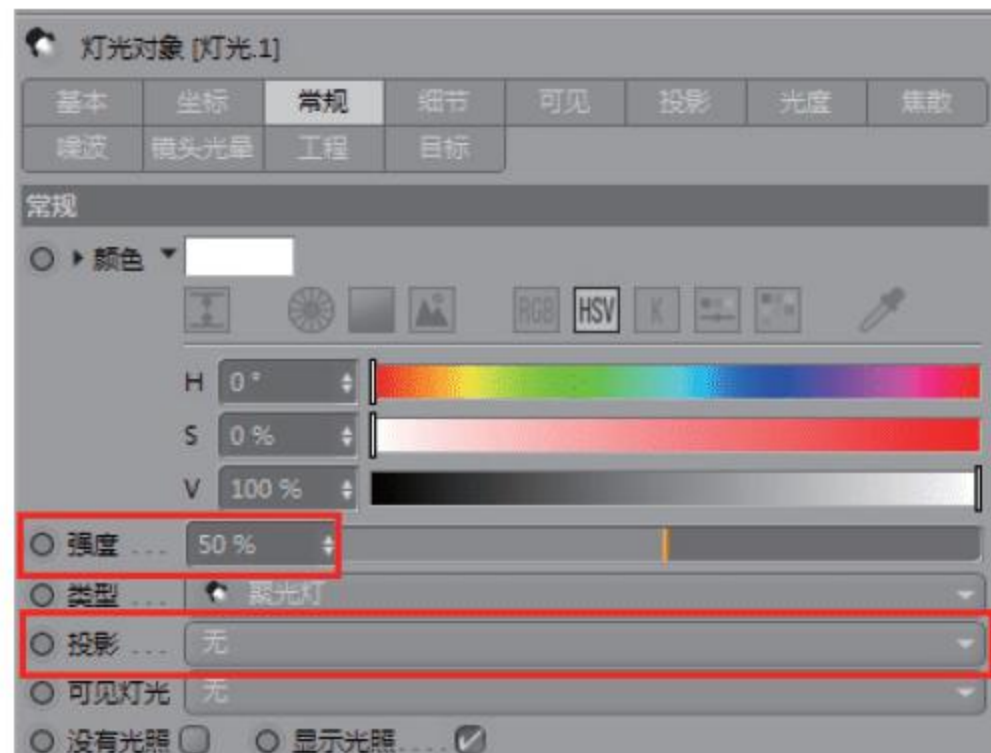 灯光对象 [灯光.1]
基本 坐标 常规 细节 可见 投影 光度 焦散
噪波 镜头光晕 工程 目标
常规
颜色
RGB HSV K
H 0 °
S 0 %
V 100 %
强度 . . . 50 %
类型 . . . 聚光灯
投影 . . . 无
可见灯光 无
没有光照 显示光照. . . .